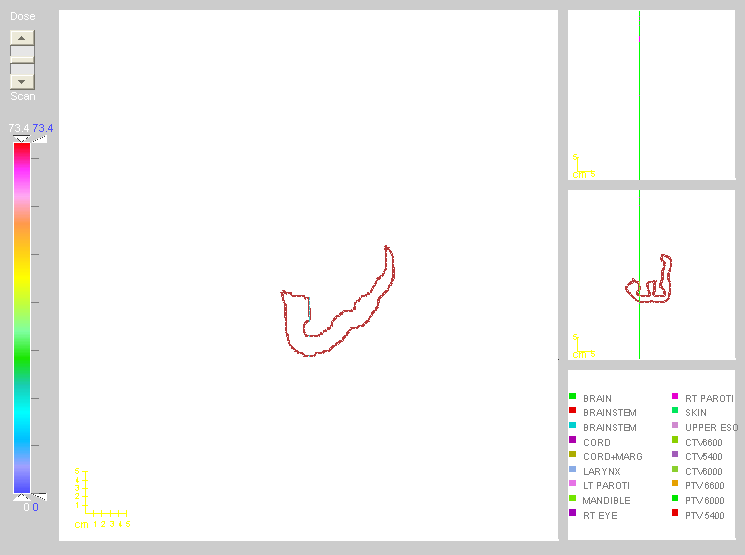 Dose
Scan
73.4 73.4
0 0
5
4
3
2
1
cm 1 2 3 4 5
5
cm 5
5
cm 5
BRAIN
BRAINSTEM
BRAINSTEM
CORD
CORD+MARG
LARYNX
LT PAROTI
MANDIBLE
RT EYE
RT PAROTI
SKIN
UPPER ESO
CTV6600
CTV5400
CTV6000
PTV 6600
PTV 6000
PTV 5400